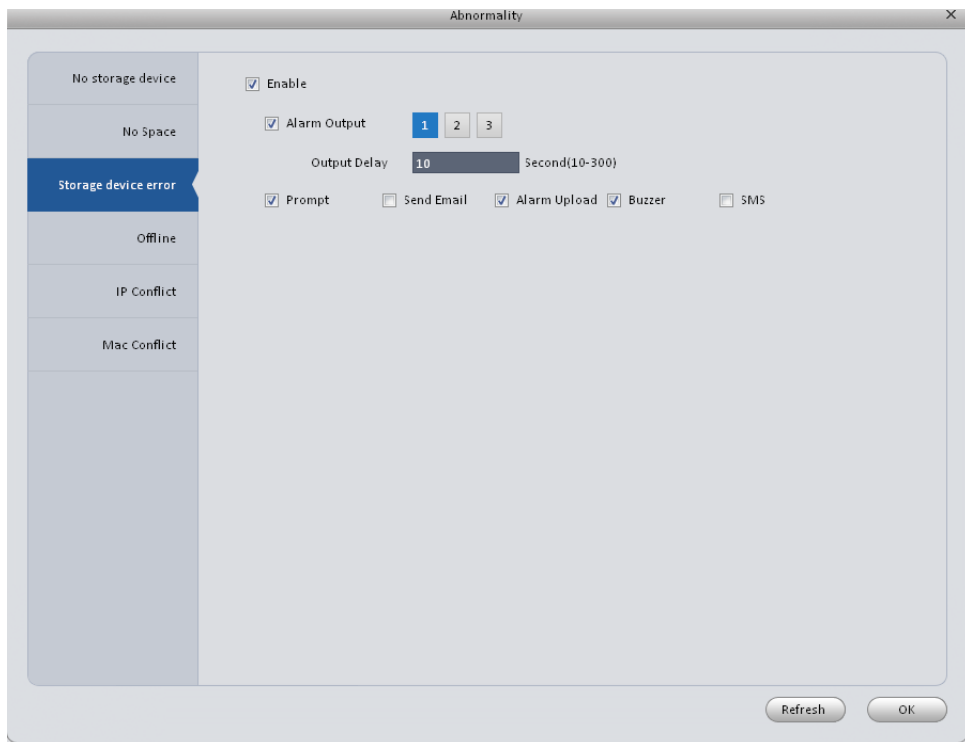 Abnormality
No storage device
No Space
Storage device error
Offline
IP Conflict
Mac Conflict
Enable
Alarm Output 1 2 3
Output Delay 10 Second(10-300)
Prompt Send Email Alarm Upload Buzzer SMS
Refresh OK